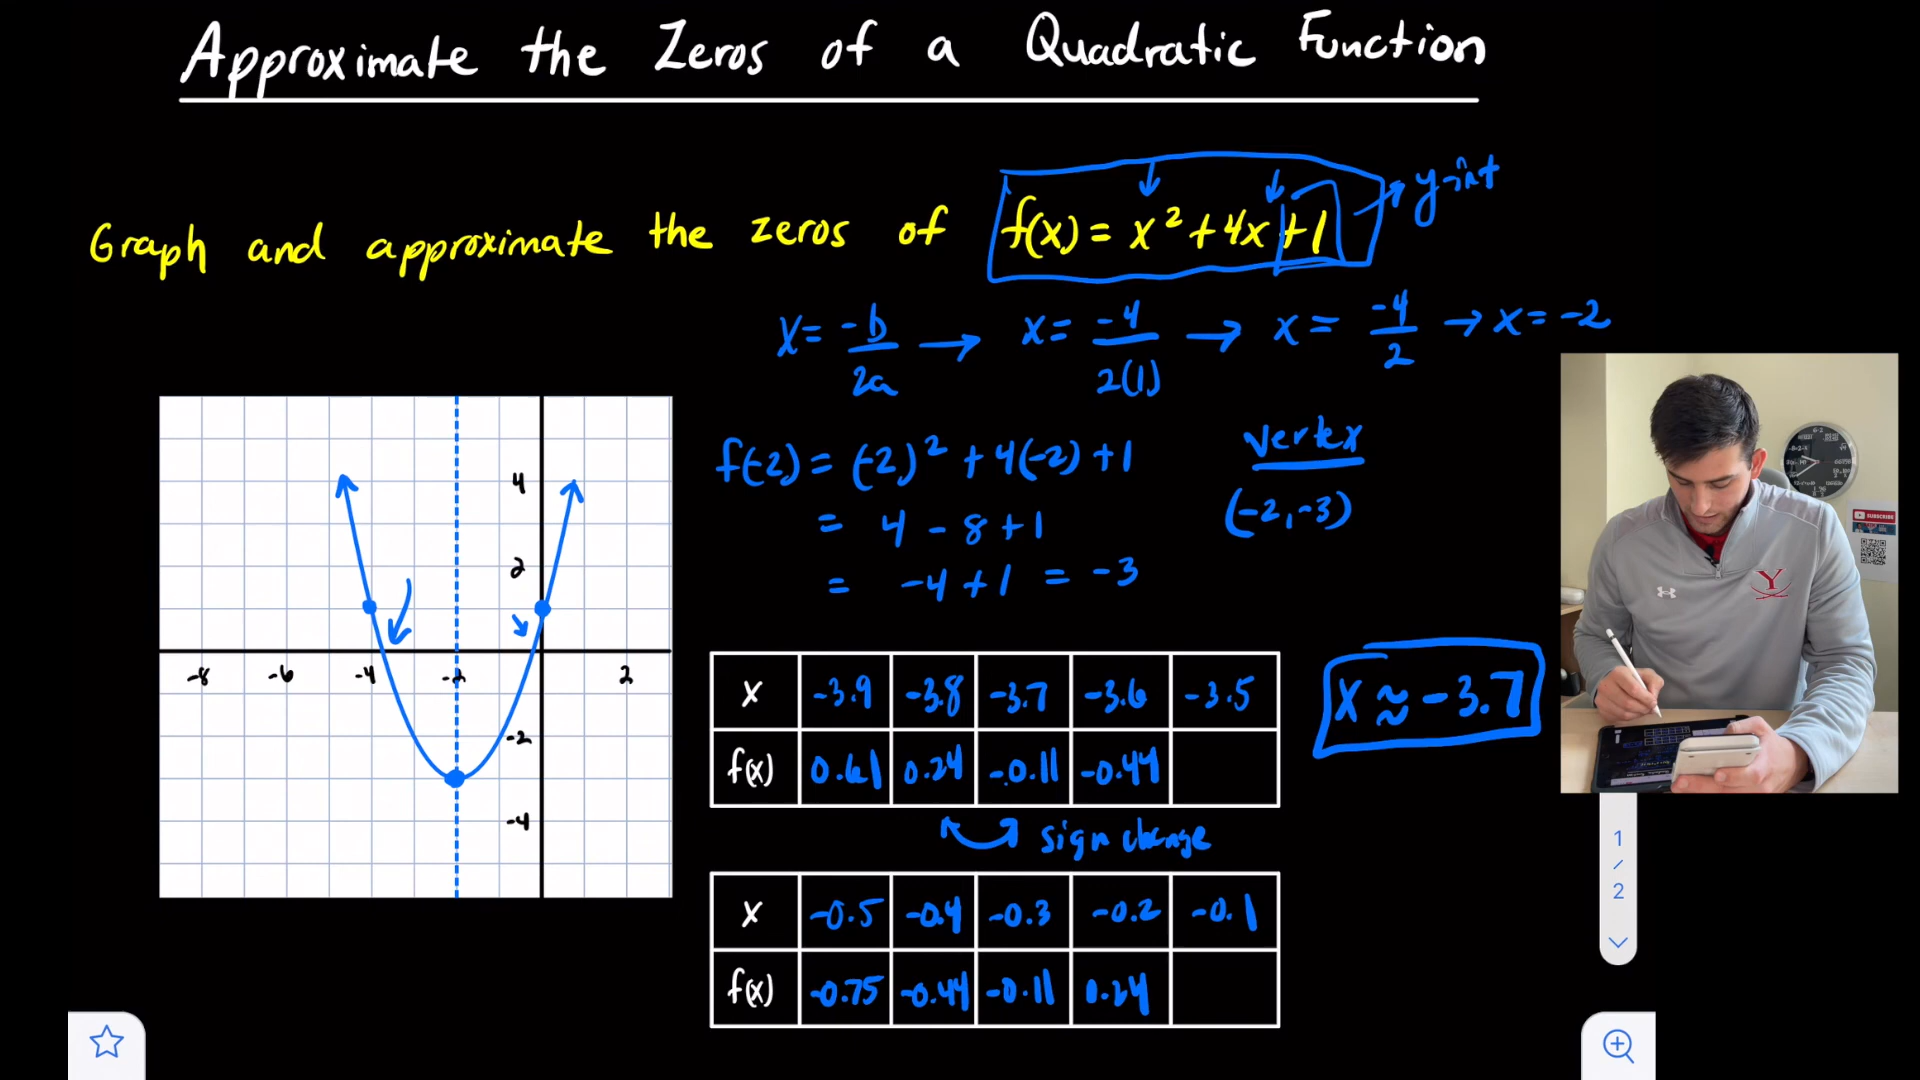 Approximate the Zeros of a Quadratic Function
Graph and approximate the zeros of f(x) = x² + 4x + 1 → y-int
x = -b/2a → x = -4/2(1) → x = -4/2 → x = -2
f(-2) = (-2)² + 4(-2) + 1
= 4 - 8 + 1
= -4 + 1 = -3
vertex
(-2, -3)
4
2
-8 -6 -4 -2 2
-2
-4
x -3.9 -3.8 -3.7 -3.6 -3.5
f(x) 0.61 0.24 -0.11 -0.44
x ≈ -3.7
sign change
x -0.5 -0.4 -0.3 -0.2 -0.1
f(x) -0.75 -0.44 -0.11 0.24
SUBSCRIBE
Y
1
/
2